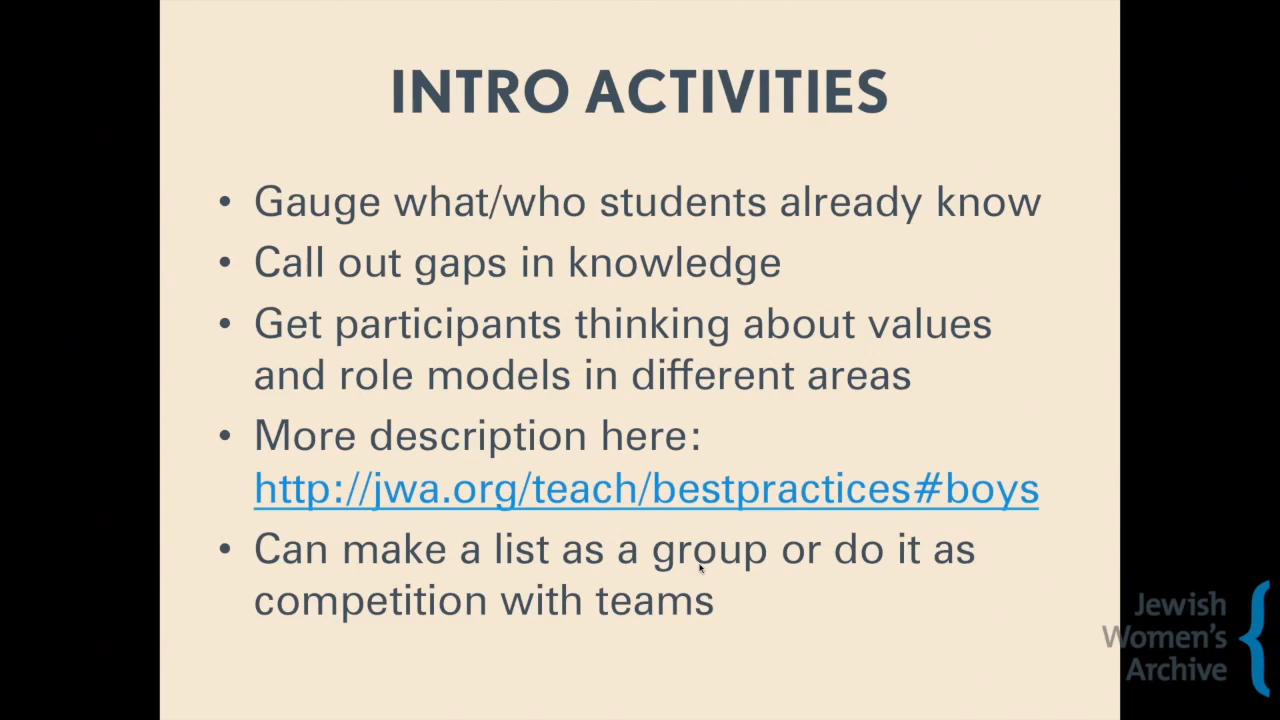 INTRO ACTIVITIES
• Gauge what/who students already know
• Call out gaps in knowledge
• Get participants thinking about values
and role models in different areas
• More description here:
http://jwa.org/teach/bestpractices#boys
• Can make a list as a group or do it as
competition with teams
Jewish
Women's
Archive